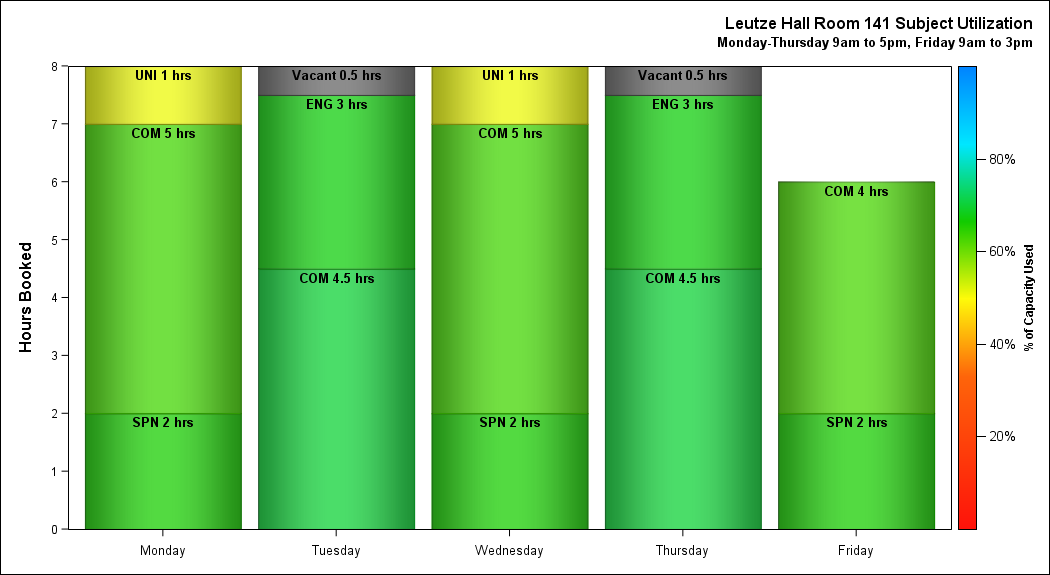 Leutze Hall Room 141 Subject Utilization
Monday-Thursday 9am to 5pm, Friday 9am to 3pm
Hours Booked
8
7
6
5
4
3
2
1
0
UNI 1 hrs
COM 5 hrs
SPN 2 hrs
Vacant 0.5 hrs
ENG 3 hrs
COM 4.5 hrs
UNI 1 hrs
COM 5 hrs
SPN 2 hrs
Vacant 0.5 hrs
ENG 3 hrs
COM 4.5 hrs
COM 4 hrs
SPN 2 hrs
Monday
Tuesday
Wednesday
Thursday
Friday
80%
60%
40%
20%
% of Capacity Used